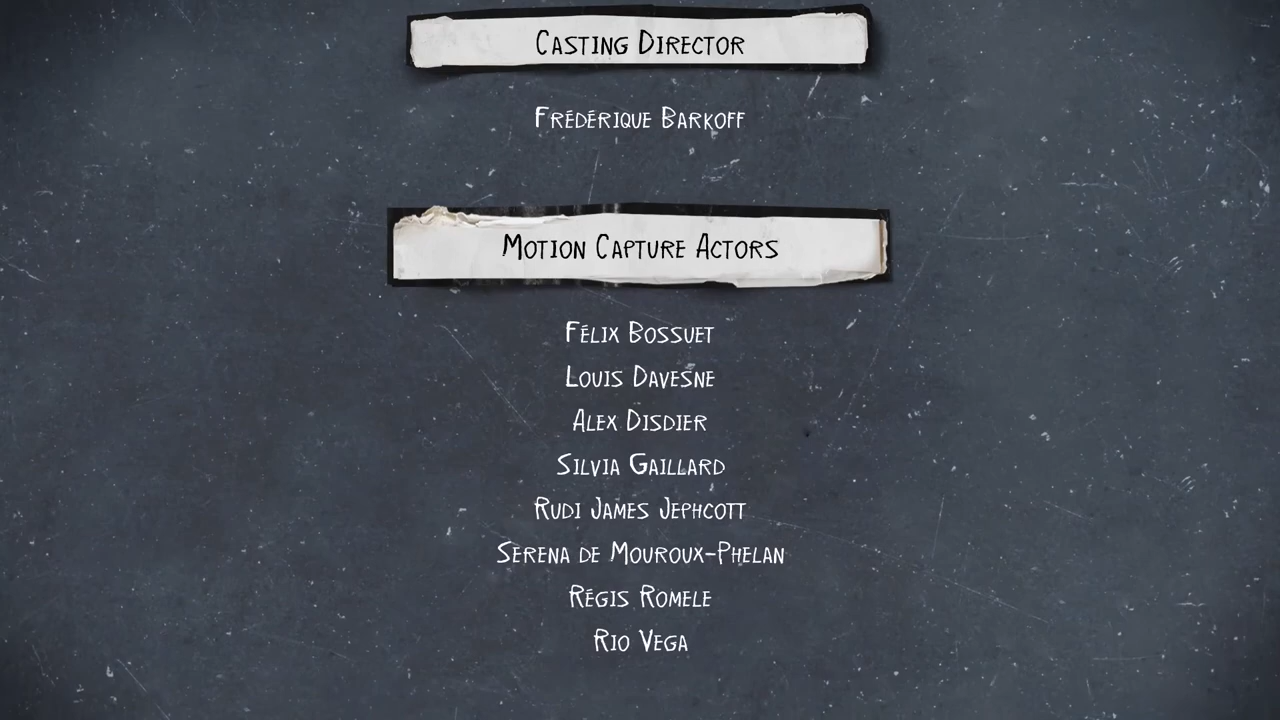 Casting Director
Frédérique Barkoff
Motion Capture Actors
Félix Bossuet
Louis Davesne
Alex Disdier
Silvia Gaillard
Rudi James Jephcott
Serena de Mouroux-Phelan
Régis Romele
Rio Vega